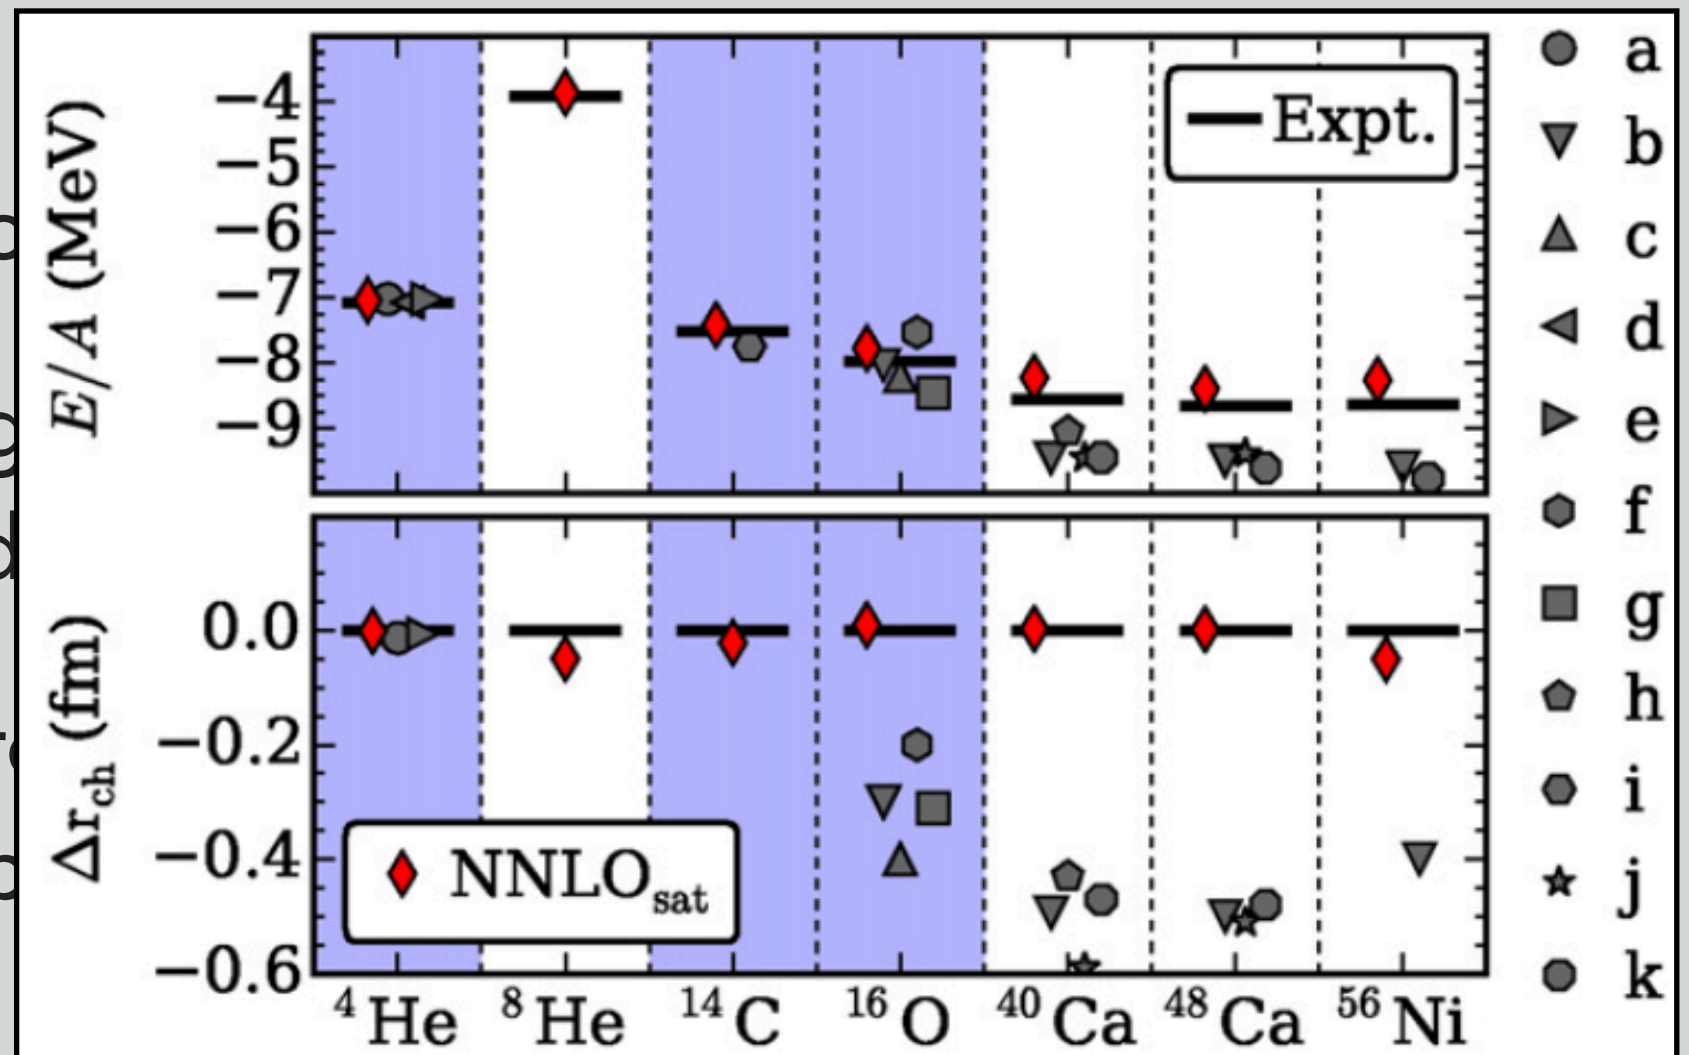 E/A (MeV)
−4
−5
−6
−7
−8
−9
Expt.
Δr_ch (fm)
0.0
−0.2
−0.4
−0.6
NNLO_sat
⁴He ⁸He ¹⁴C ¹⁶O ⁴⁰Ca ⁴⁸Ca ⁵⁶Ni
a
b
c
d
e
f
g
h
i
j
k